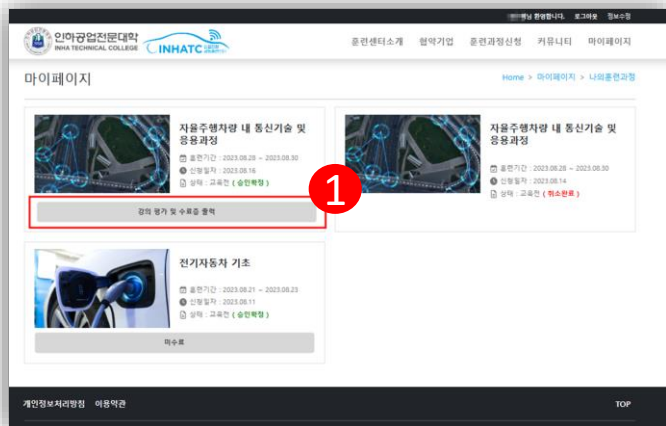 님 환영합니다. 로그아웃 정보수정
인하공업전문대학
INHA TECHNICAL COLLEGE
INHATC
훈련센터소개 협약기업 훈련과정신청 커뮤니티 마이페이지
마이페이지
Home > 마이페이지 > 나의훈련과정
자율주행차량 내 통신기술 및
응용과정
훈련기간 : 2023.08.28 ~ 2023.08.30
신청일자 : 2023.08.16
상태 : 교육전 ( 승인확정 )
강의 평가 및 수료증 출력
1
자율주행차량 내 통신기술 및
응용과정
훈련기간 : 2023.08.28 ~ 2023.08.30
신청일자 : 2023.08.14
상태 : 교육전 ( 취소완료 )
전기자동차 기초
훈련기간 : 2023.08.21 ~ 2023.08.23
신청일자 : 2023.08.11
상태 : 교육전 ( 승인확정 )
미수료
개인정보처리방침 이용약관
TOP